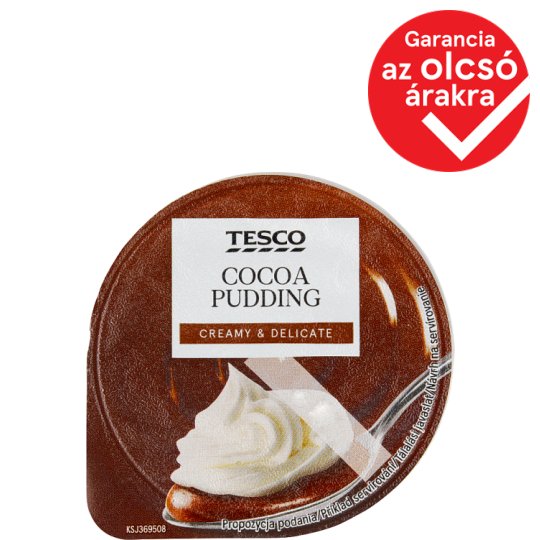 Garancia
az olcsó
árakra
TESCO
COCOA
PUDDING
CREAMY & DELICATE
Propozycja podania/Příklad servírování/Tálalási javaslat/Návrh na servírovanie
KSJ369508